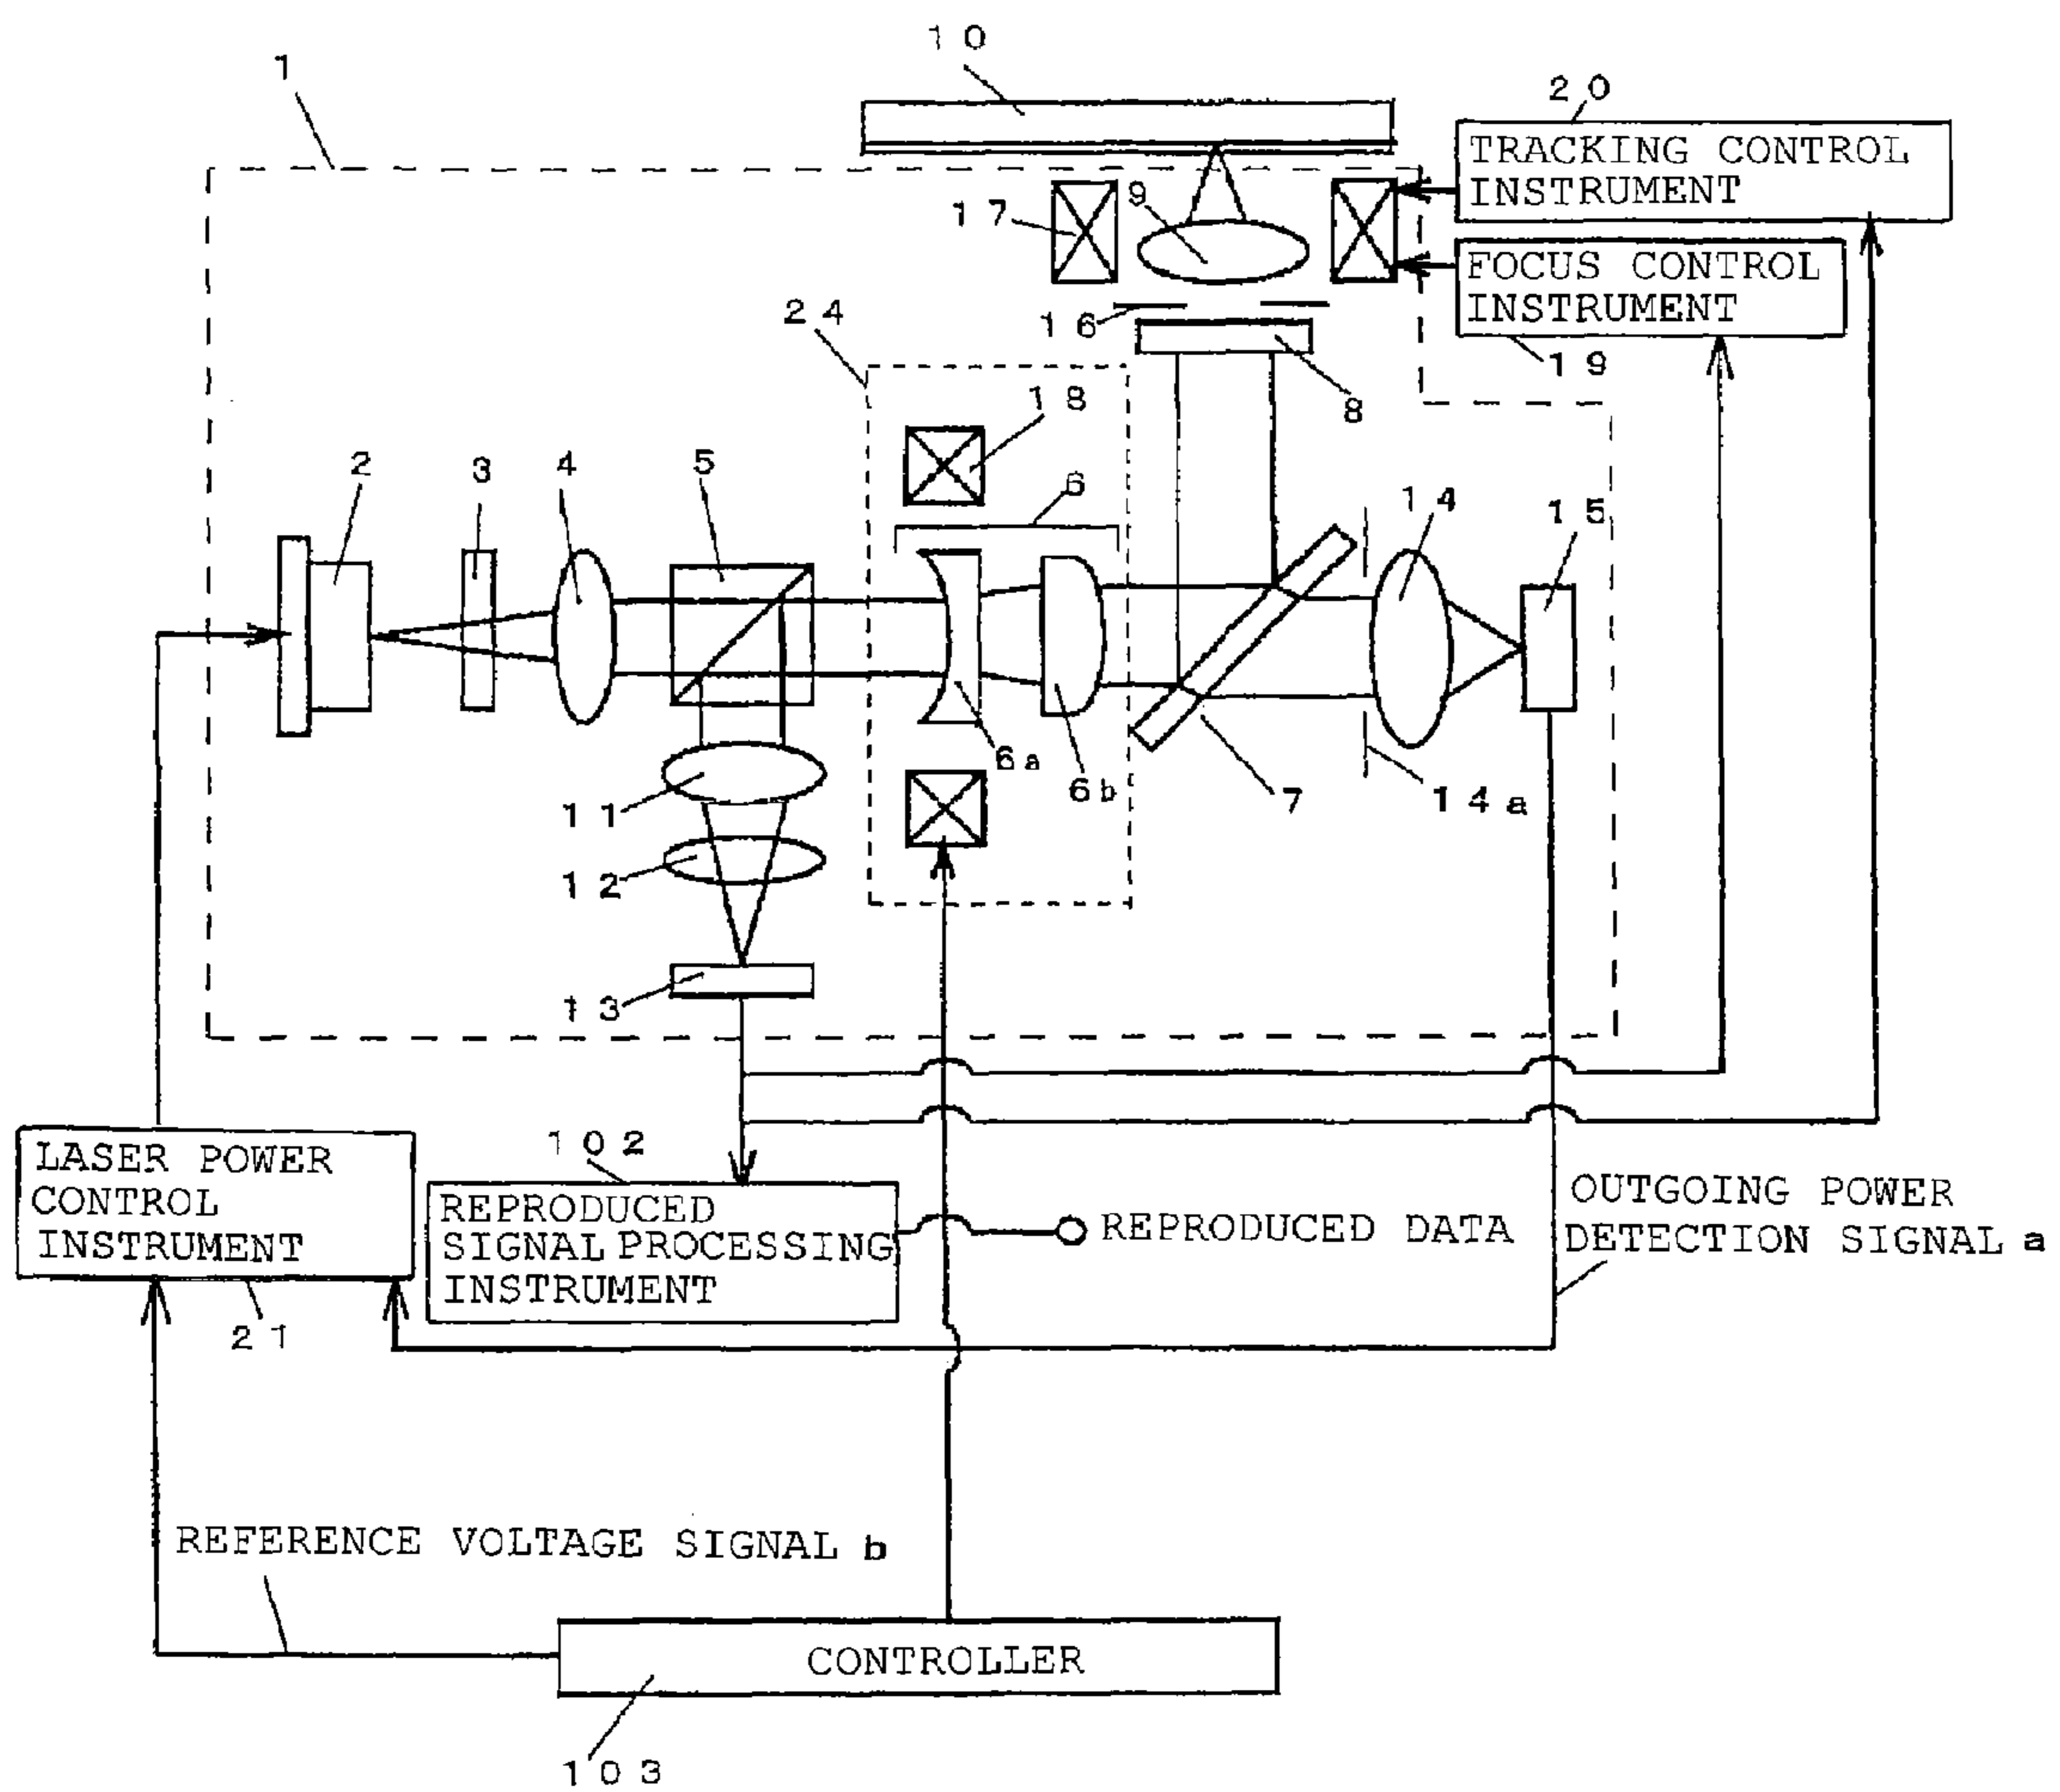 10
1
20
TRACKING CONTROL
INSTRUMENT
17
9
FOCUS CONTROL
INSTRUMENT
16
24
19
18
8
2
3
4
5
6
14
15
6a
6b
7
14a
11
12
13
LASER POWER
CONTROL
INSTRUMENT
102
REPRODUCED
SIGNAL PROCESSING
INSTRUMENT
REPRODUCED DATA
OUTGOING POWER
DETECTION SIGNAL a
21
REFERENCE VOLTAGE SIGNAL b
CONTROLLER
103